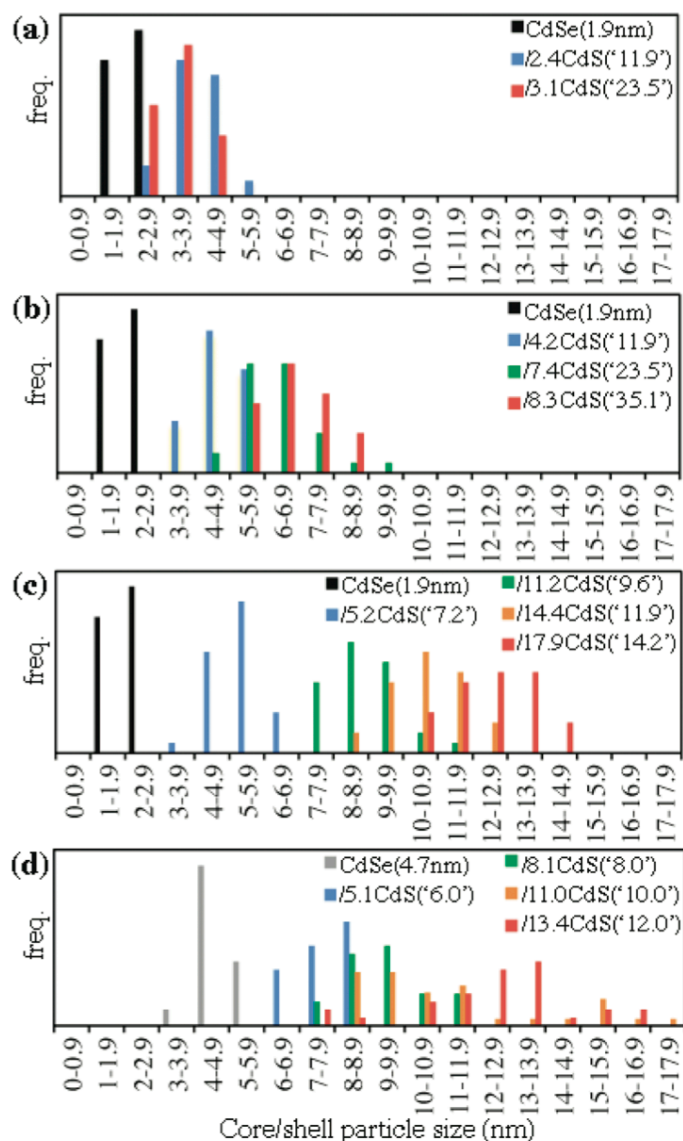 (a)
CdSe(1.9nm)
/2.4CdS('11.9')
/3.1CdS('23.5')
freq.
0-0.9
1-1.9
2-2.9
3-3.9
4-4.9
5-5.9
6-6.9
7-7.9
8-8.9
9-9.9
10-10.9
11-11.9
12-12.9
13-13.9
14-14.9
15-15.9
16-16.9
17-17.9
(b)
CdSe(1.9nm)
/4.2CdS('11.9')
/7.4CdS('23.5')
/8.3CdS('35.1')
freq.
0-0.9
1-1.9
2-2.9
3-3.9
4-4.9
5-5.9
6-6.9
7-7.9
8-8.9
9-9.9
10-10.9
11-11.9
12-12.9
13-13.9
14-14.9
15-15.9
16-16.9
17-17.9
(c)
CdSe(1.9nm)
/5.2CdS('7.2')
/11.2CdS('9.6')
/14.4CdS('11.9')
/17.9CdS('14.2')
freq.
0-0.9
1-1.9
2-2.9
3-3.9
4-4.9
5-5.9
6-6.9
7-7.9
8-8.9
9-9.9
10-10.9
11-11.9
12-12.9
13-13.9
14-14.9
15-15.9
16-16.9
17-17.9
(d)
CdSe(4.7nm)
/5.1CdS('6.0')
/8.1CdS('8.0')
/11.0CdS('10.0')
/13.4CdS('12.0')
freq.
0-0.9
1-1.9
2-2.9
3-3.9
4-4.9
5-5.9
6-6.9
7-7.9
8-8.9
9-9.9
10-10.9
11-11.9
12-12.9
13-13.9
14-14.9
15-15.9
16-16.9
17-17.9
Core/shell particle size (nm)